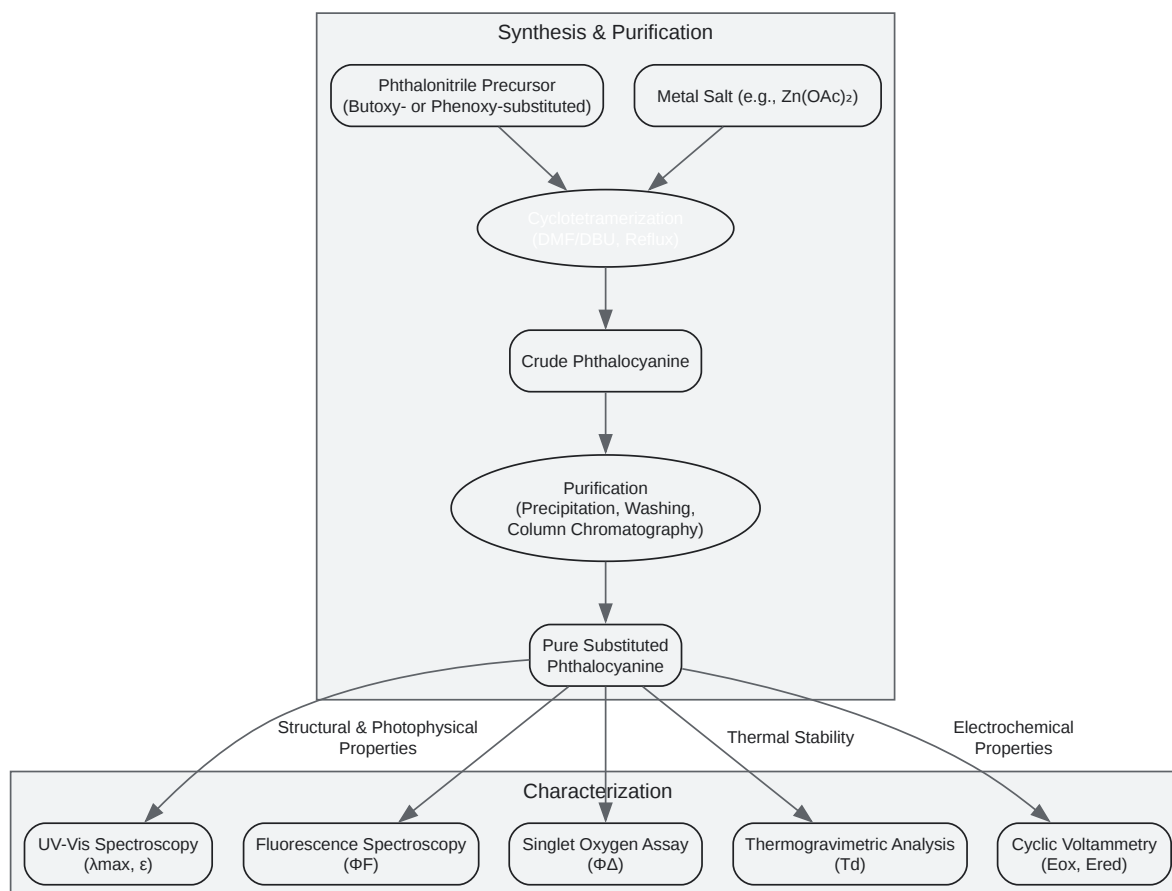 Synthesis & Purification
Phthalonitrile Precursor
(Butoxy- or Phenoxy-substituted)
Metal Salt (e.g., Zn(OAc)₂)
Cyclotetramerization
(DMF/DBU, Reflux)
Crude Phthalocyanine
Purification
(Precipitation, Washing,
Column Chromatography)
Pure Substituted
Phthalocyanine
Structural & Photophysical
Properties
Thermal Stability
Electrochemical
Properties
Characterization
UV-Vis Spectroscopy
(λmax, ε)
Fluorescence Spectroscopy
(ΦF)
Singlet Oxygen Assay
(ΦΔ)
Thermogravimetric Analysis
(Td)
Cyclic Voltammetry
(Eox, Ered)